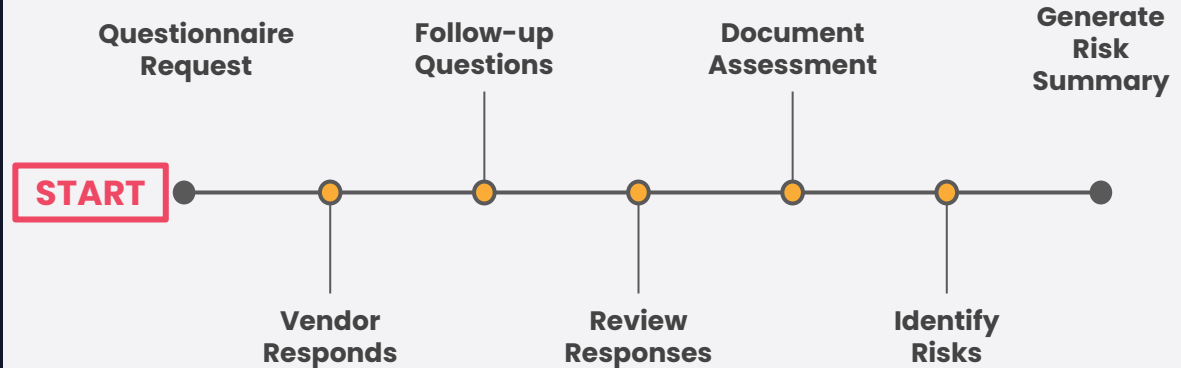 Questionnaire
Request
Follow-up
Questions
Document
Assessment
Generate
Risk
Summary
START
Vendor
Responds
Review
Responses
Identify
Risks